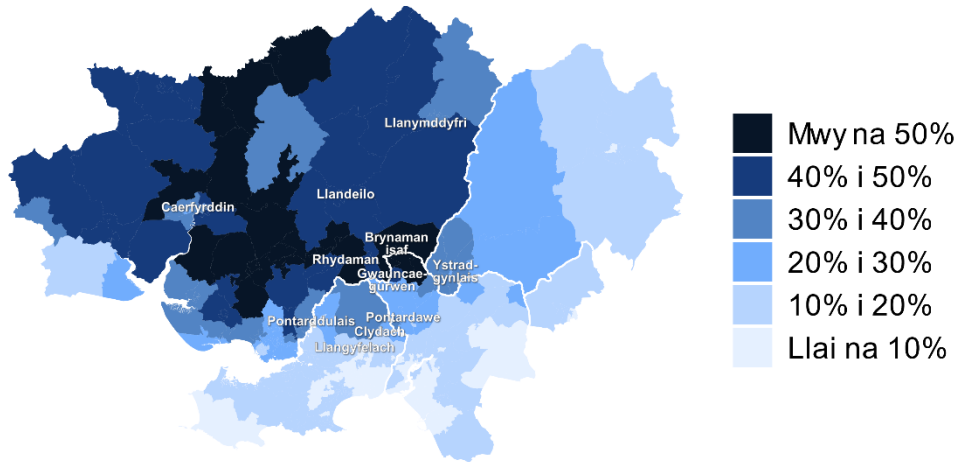 Llanymddyfri
Caerfyrddin
Llandeilo
Brynaman
isaf
Rhydaman
Gwauncae-
gurwen
Ystrad-
gynlais
Pontarddulais
Pontardawe
Clydach
Llangyfelach
Mwy na 50%
40% i 50%
30% i 40%
20% i 30%
10% i 20%
Llai na 10%